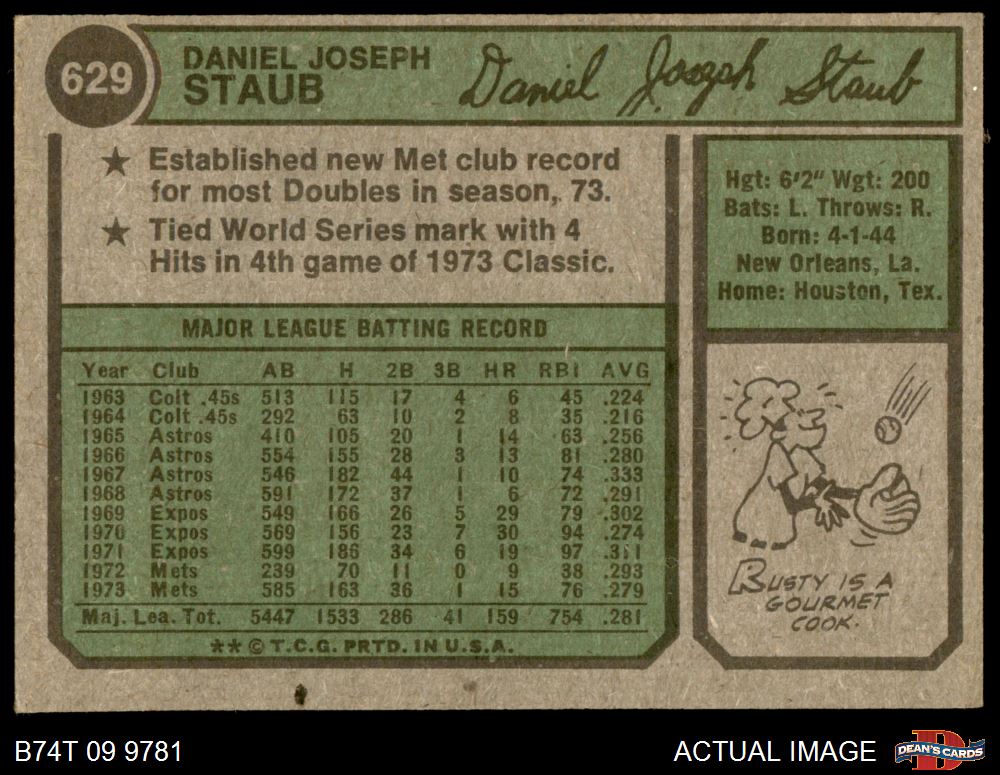 629
DANIEL JOSEPH
STAUB
Daniel Joseph Staub
★ Established new Met club record
for most Doubles in season, 73.
★ Tied World Series mark with 4
Hits in 4th game of 1973 Classic.
Hgt: 6'2" Wgt: 200
Bats: L. Throws: R.
Born: 4-1-44
New Orleans, La.
Home: Houston, Tex.
MAJOR LEAGUE BATTING RECORD
Year Club AB H 2B 3B HR RBI AVG
1963 Colt .45s 513 115 17 4 6 45 .224
1964 Colt .45s 292 63 10 2 8 35 .216
1965 Astros 410 105 20 1 14 63 .256
1966 Astros 554 155 28 3 13 81 .280
1967 Astros 546 182 44 1 10 74 .333
1968 Astros 591 172 37 1 6 72 .291
1969 Expos 549 166 26 5 29 79 .302
1970 Expos 569 156 23 7 30 94 .274
1971 Expos 599 186 34 6 19 97 .311
1972 Mets 239 70 11 0 9 38 .293
1973 Mets 585 163 36 1 15 76 .279
Maj. Lea. Tot. 5447 1533 286 41 159 754 .281
** © T.C.G. PRTD. IN U.S.A.
RUSTY IS A
GOURMET
COOK.
B74T 09 9781
ACTUAL IMAGE
DEAN'S CARDS